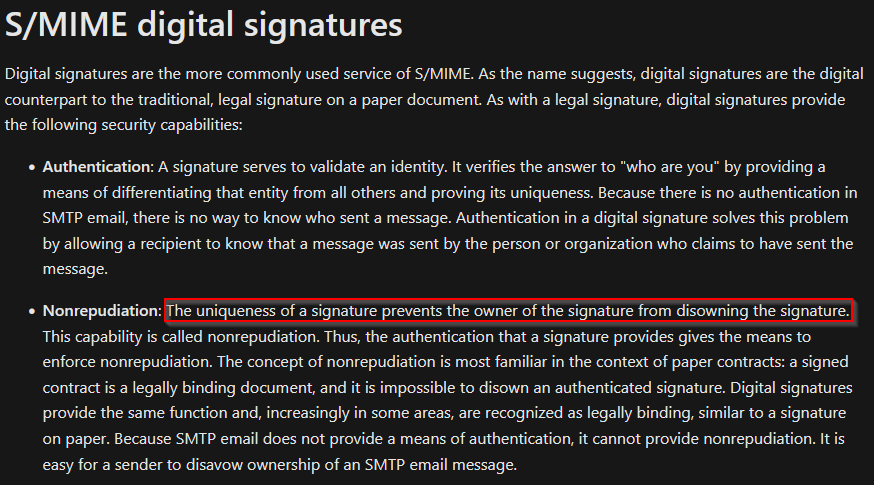 S/MIME digital signatures
Digital signatures are the more commonly used service of S/MIME. As the name suggests, digital signatures are the digital
counterpart to the traditional, legal signature on a paper document. As with a legal signature, digital signatures provide
the following security capabilities:
• Authentication: A signature serves to validate an identity. It verifies the answer to "who are you" by providing a
means of differentiating that entity from all others and proving its uniqueness. Because there is no authentication in
SMTP email, there is no way to know who sent a message. Authentication in a digital signature solves this problem
by allowing a recipient to know that a message was sent by the person or organization who claims to have sent the
message.
• Nonrepudiation: The uniqueness of a signature prevents the owner of the signature from disowning the signature.
This capability is called nonrepudiation. Thus, the authentication that a signature provides gives the means to
enforce nonrepudiation. The concept of nonrepudiation is most familiar in the context of paper contracts: a signed
contract is a legally binding document, and it is impossible to disown an authenticated signature. Digital signatures
provide the same function and, increasingly in some areas, are recognized as legally binding, similar to a signature
on paper. Because SMTP email does not provide a means of authentication, it cannot provide nonrepudiation. It is
easy for a sender to disavow ownership of an SMTP email message.